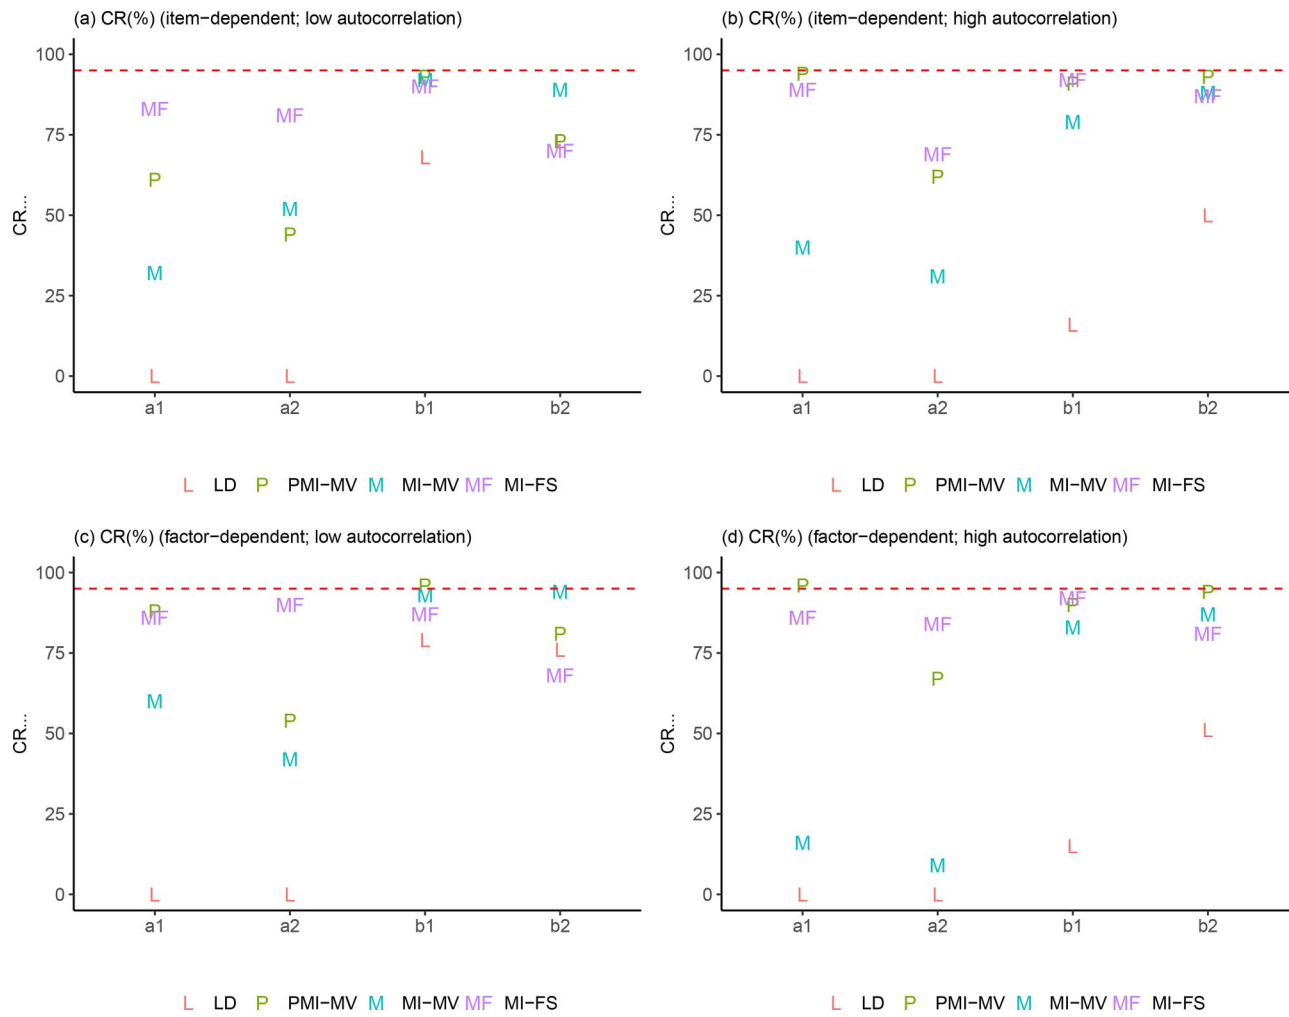 (a) CR(%) (item-dependent; low autocorrelation)
100
75
50
25
0
CR...
MF
P
M
L
MF
M
P
L
P
M
MF
L
M
P
L
MF
a1 a2 b1 b2
L LD P PMI−MV M MI−MV MF MI−FS
(b) CR(%) (item-dependent; high autocorrelation)
100
75
50
25
0
CR...
P
MF
M
L
MF
P
M
L
MF
P
M
L
P
M
MF
L
a1 a2 b1 b2
L LD P PMI−MV M MI−MV MF MI−FS
(c) CR(%) (factor-dependent; low autocorrelation)
100
75
50
25
0
CR...
P
MF
M
L
MF
P
M
L
P
M
MF
L
M
P
L
MF
a1 a2 b1 b2
L LD P PMI−MV M MI−MV MF MI−FS
(d) CR(%) (factor-dependent; high autocorrelation)
100
75
50
25
0
CR...
P
MF
M
L
MF
P
M
L
MF
P
M
L
P
M
MF
L
a1 a2 b1 b2
L LD P PMI−MV M MI−MV MF MI−FS